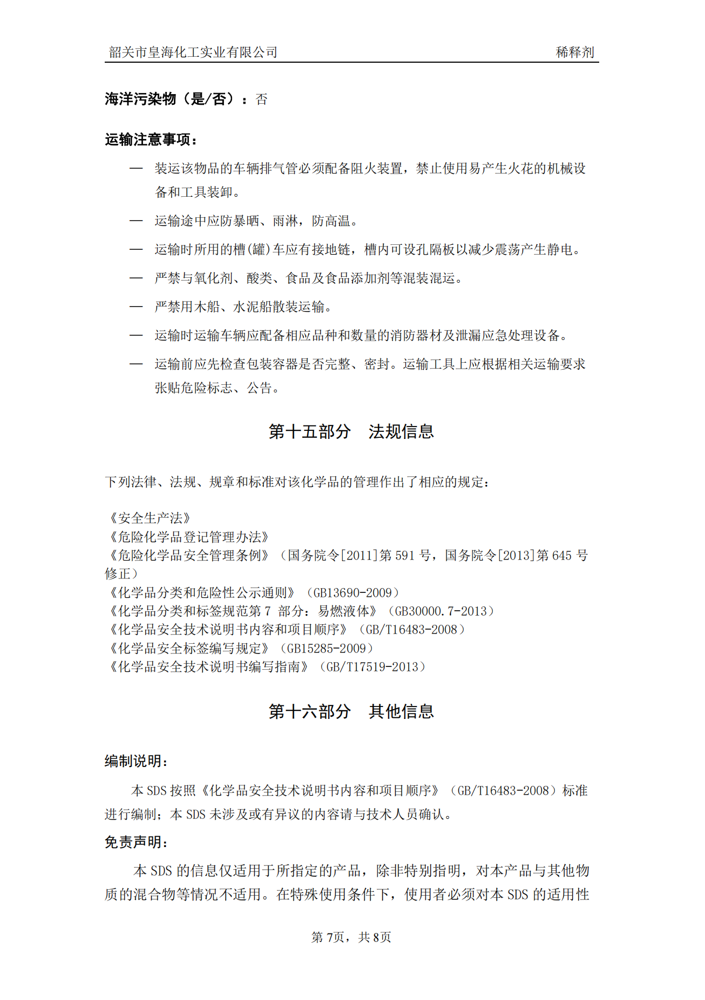 韶关市皇海化工实业有限公司 稀释剂
海洋污染物（是/否）：否
运输注意事项：
— 装运该物品的车辆排气管必须配备阻火装置，禁止使用易产生火花的机械设
备和工具装卸。
— 运输途中应防暴晒、雨淋，防高温。
— 运输时所用的槽(罐)车应有接地链，槽内可设孔隔板以减少震荡产生静电。
— 严禁与氧化剂、酸类、食品及食品添加剂等混装混运。
— 严禁用木船、水泥船散装运输。
— 运输时运输车辆应配备相应品种和数量的消防器材及泄漏应急处理设备。
— 运输前应先检查包装容器是否完整、密封。运输工具上应根据相关运输要求
张贴危险标志、公告。
第十五部分 法规信息
下列法律、法规、规章和标准对该化学品的管理作出了相应的规定：
《安全生产法》
《危险化学品登记管理办法》
《危险化学品安全管理条例》（国务院令[2011]第 591 号，国务院令[2013]第 645 号
修正）
《化学品分类和危险性公示通则》（GB13690-2009）
《化学品分类和标签规范第 7 部分：易燃液体》（GB30000.7-2013）
《化学品安全技术说明书内容和项目顺序》（GB/T16483-2008）
《化学品安全标签编写规定》（GB15285-2009）
《化学品安全技术说明书编写指南》（GB/T17519-2013）
第十六部分 其他信息
编制说明：
本 SDS 按照《化学品安全技术说明书内容和项目顺序》（GB/T16483-2008）标准
进行编制；本 SDS 未涉及或有异议的内容请与技术人员确认。
免责声明：
本 SDS 的信息仅适用于所指定的产品，除非特别指明，对本产品与其他物
质的混合物等情况不适用。在特殊使用条件下，使用者必须对本 SDS 的适用性
第 7页，共 8页